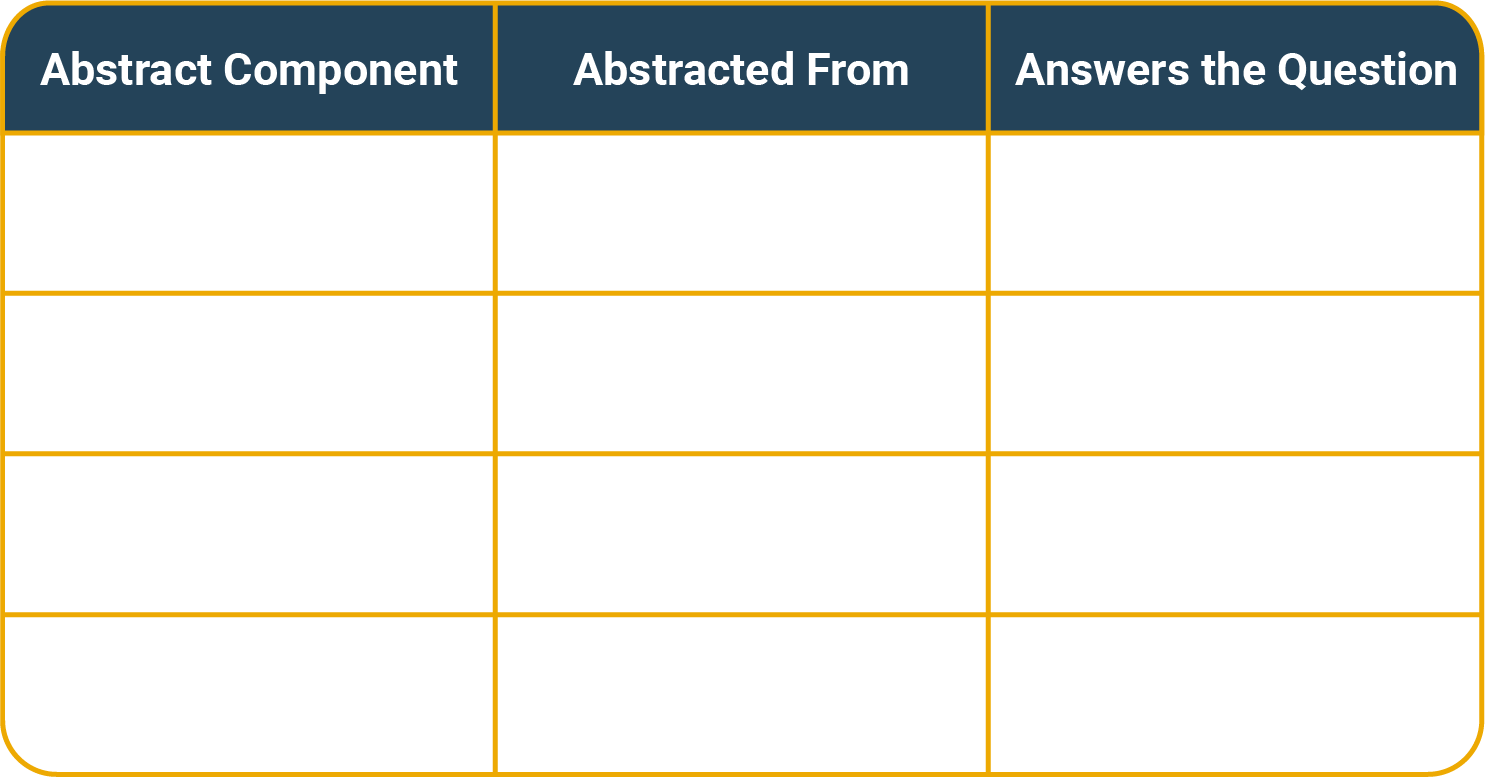 Abstract Component
Abstracted From
Answers the Question